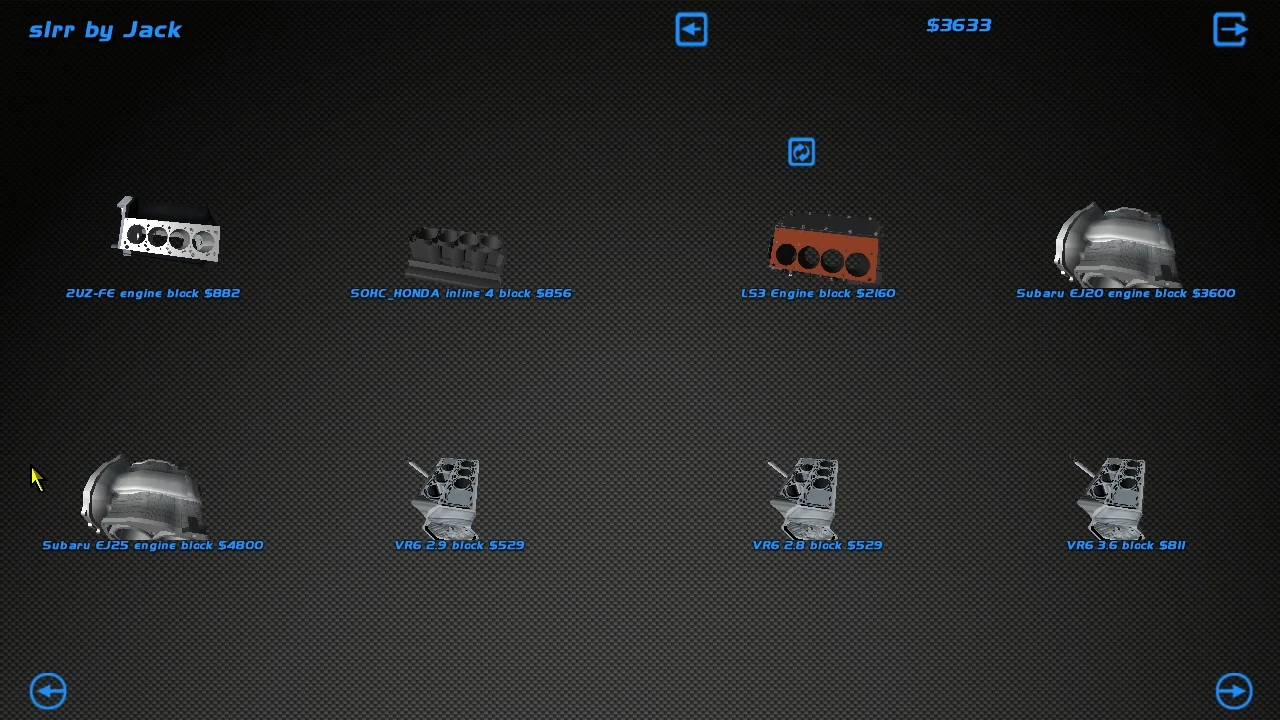 slrr by Jack
$3633
2UZ-FE engine block $882
SOHC_HONDA inline 4 block $856
LS3 Engine block $2160
Subaru EJ20 engine block $3600
Subaru EJ25 engine block $4800
VR6 2.9 block $529
VR6 2.8 block $529
VR6 3.6 block $811